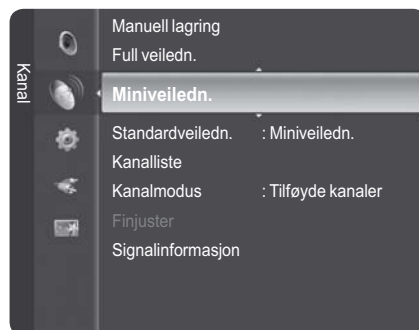 Kanal
Manuell lagring
Full veiledn.
Miniveiledn.
Standardveiledn. : Miniveiledn.
Kanalliste
Kanalmodus : Tilføyde kanaler
Finjuster
Signalinformasjon